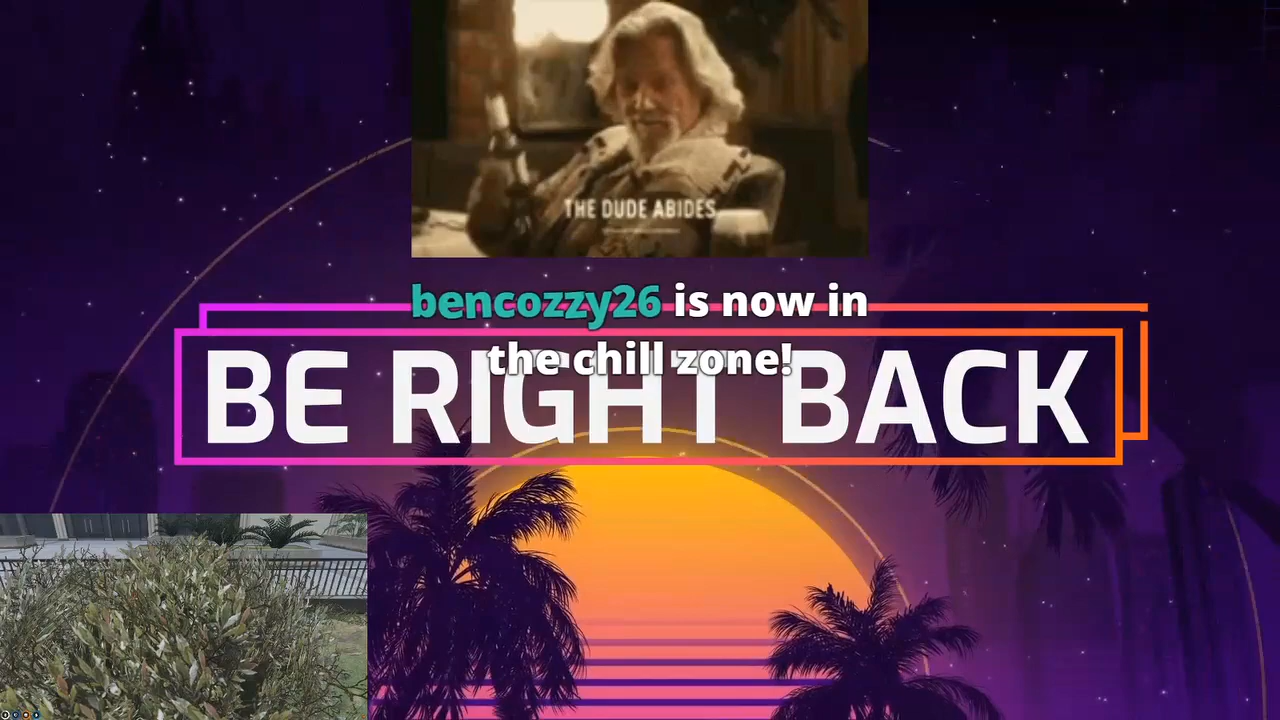 THE DUDE ABIDES
bencozzy26 is now in
the chill zone!
BE RIGHT BACK